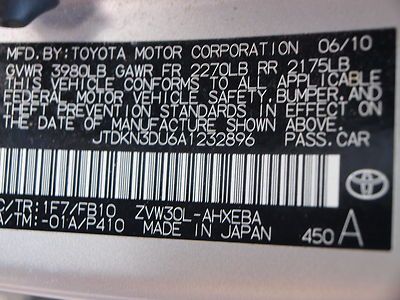 MFD.BY:TOYOTA MOTOR CORPORATION 06/10
GVWR 3980LB GAWR FR 2270LB RR 2175LB
THIS VEHICLE CONFORMS TO ALL APPLICABLE
FEDERAL MOTOR VEHICLE SAFETY, BUMPER, AND
THEFT PREVENTION STANDARDS IN EFFECT ON
THE DATE OF MANUFACTURE SHOWN ABOVE.
JTDKN3DU6A1232896 PASS.CAR
C/TR:1F7/FB10 ZVW30L-AHXEBA
A/TM:-01A/P410 MADE IN JAPAN 450 A
TOYOTA